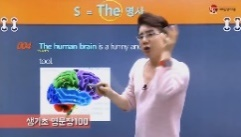 S = The 명사
004 The human brain is a funny and
tool.
생기초 영문장100